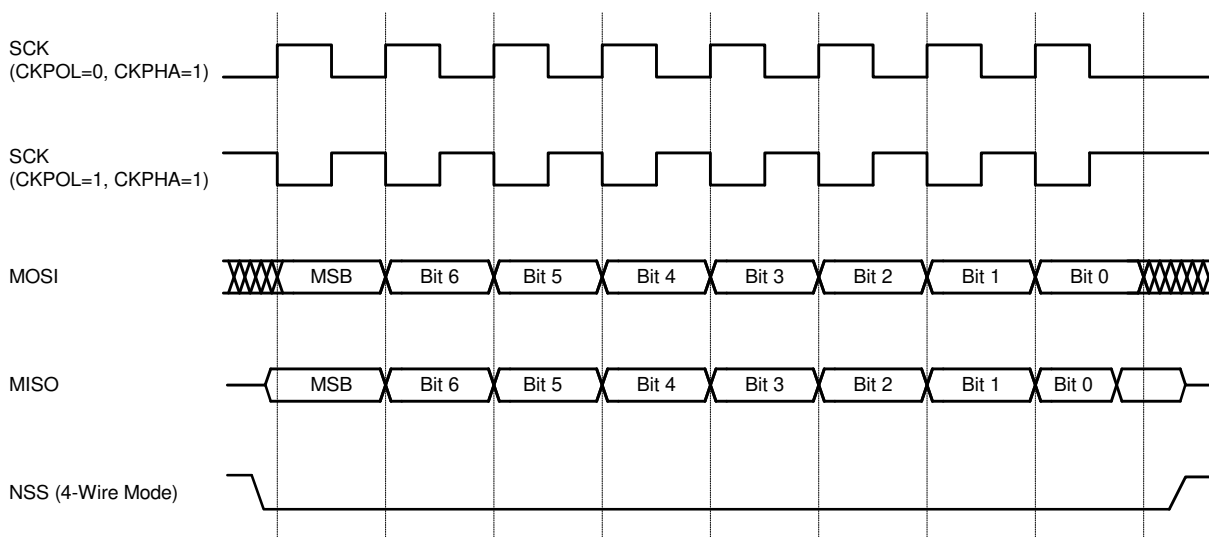 SCK
(CKPOL=0, CKPHA=1)
SCK
(CKPOL=1, CKPHA=1)
MOSI MSB Bit 6 Bit 5 Bit 4 Bit 3 Bit 2 Bit 1 Bit 0
MISO MSB Bit 6 Bit 5 Bit 4 Bit 3 Bit 2 Bit 1 Bit 0
NSS (4-Wire Mode)